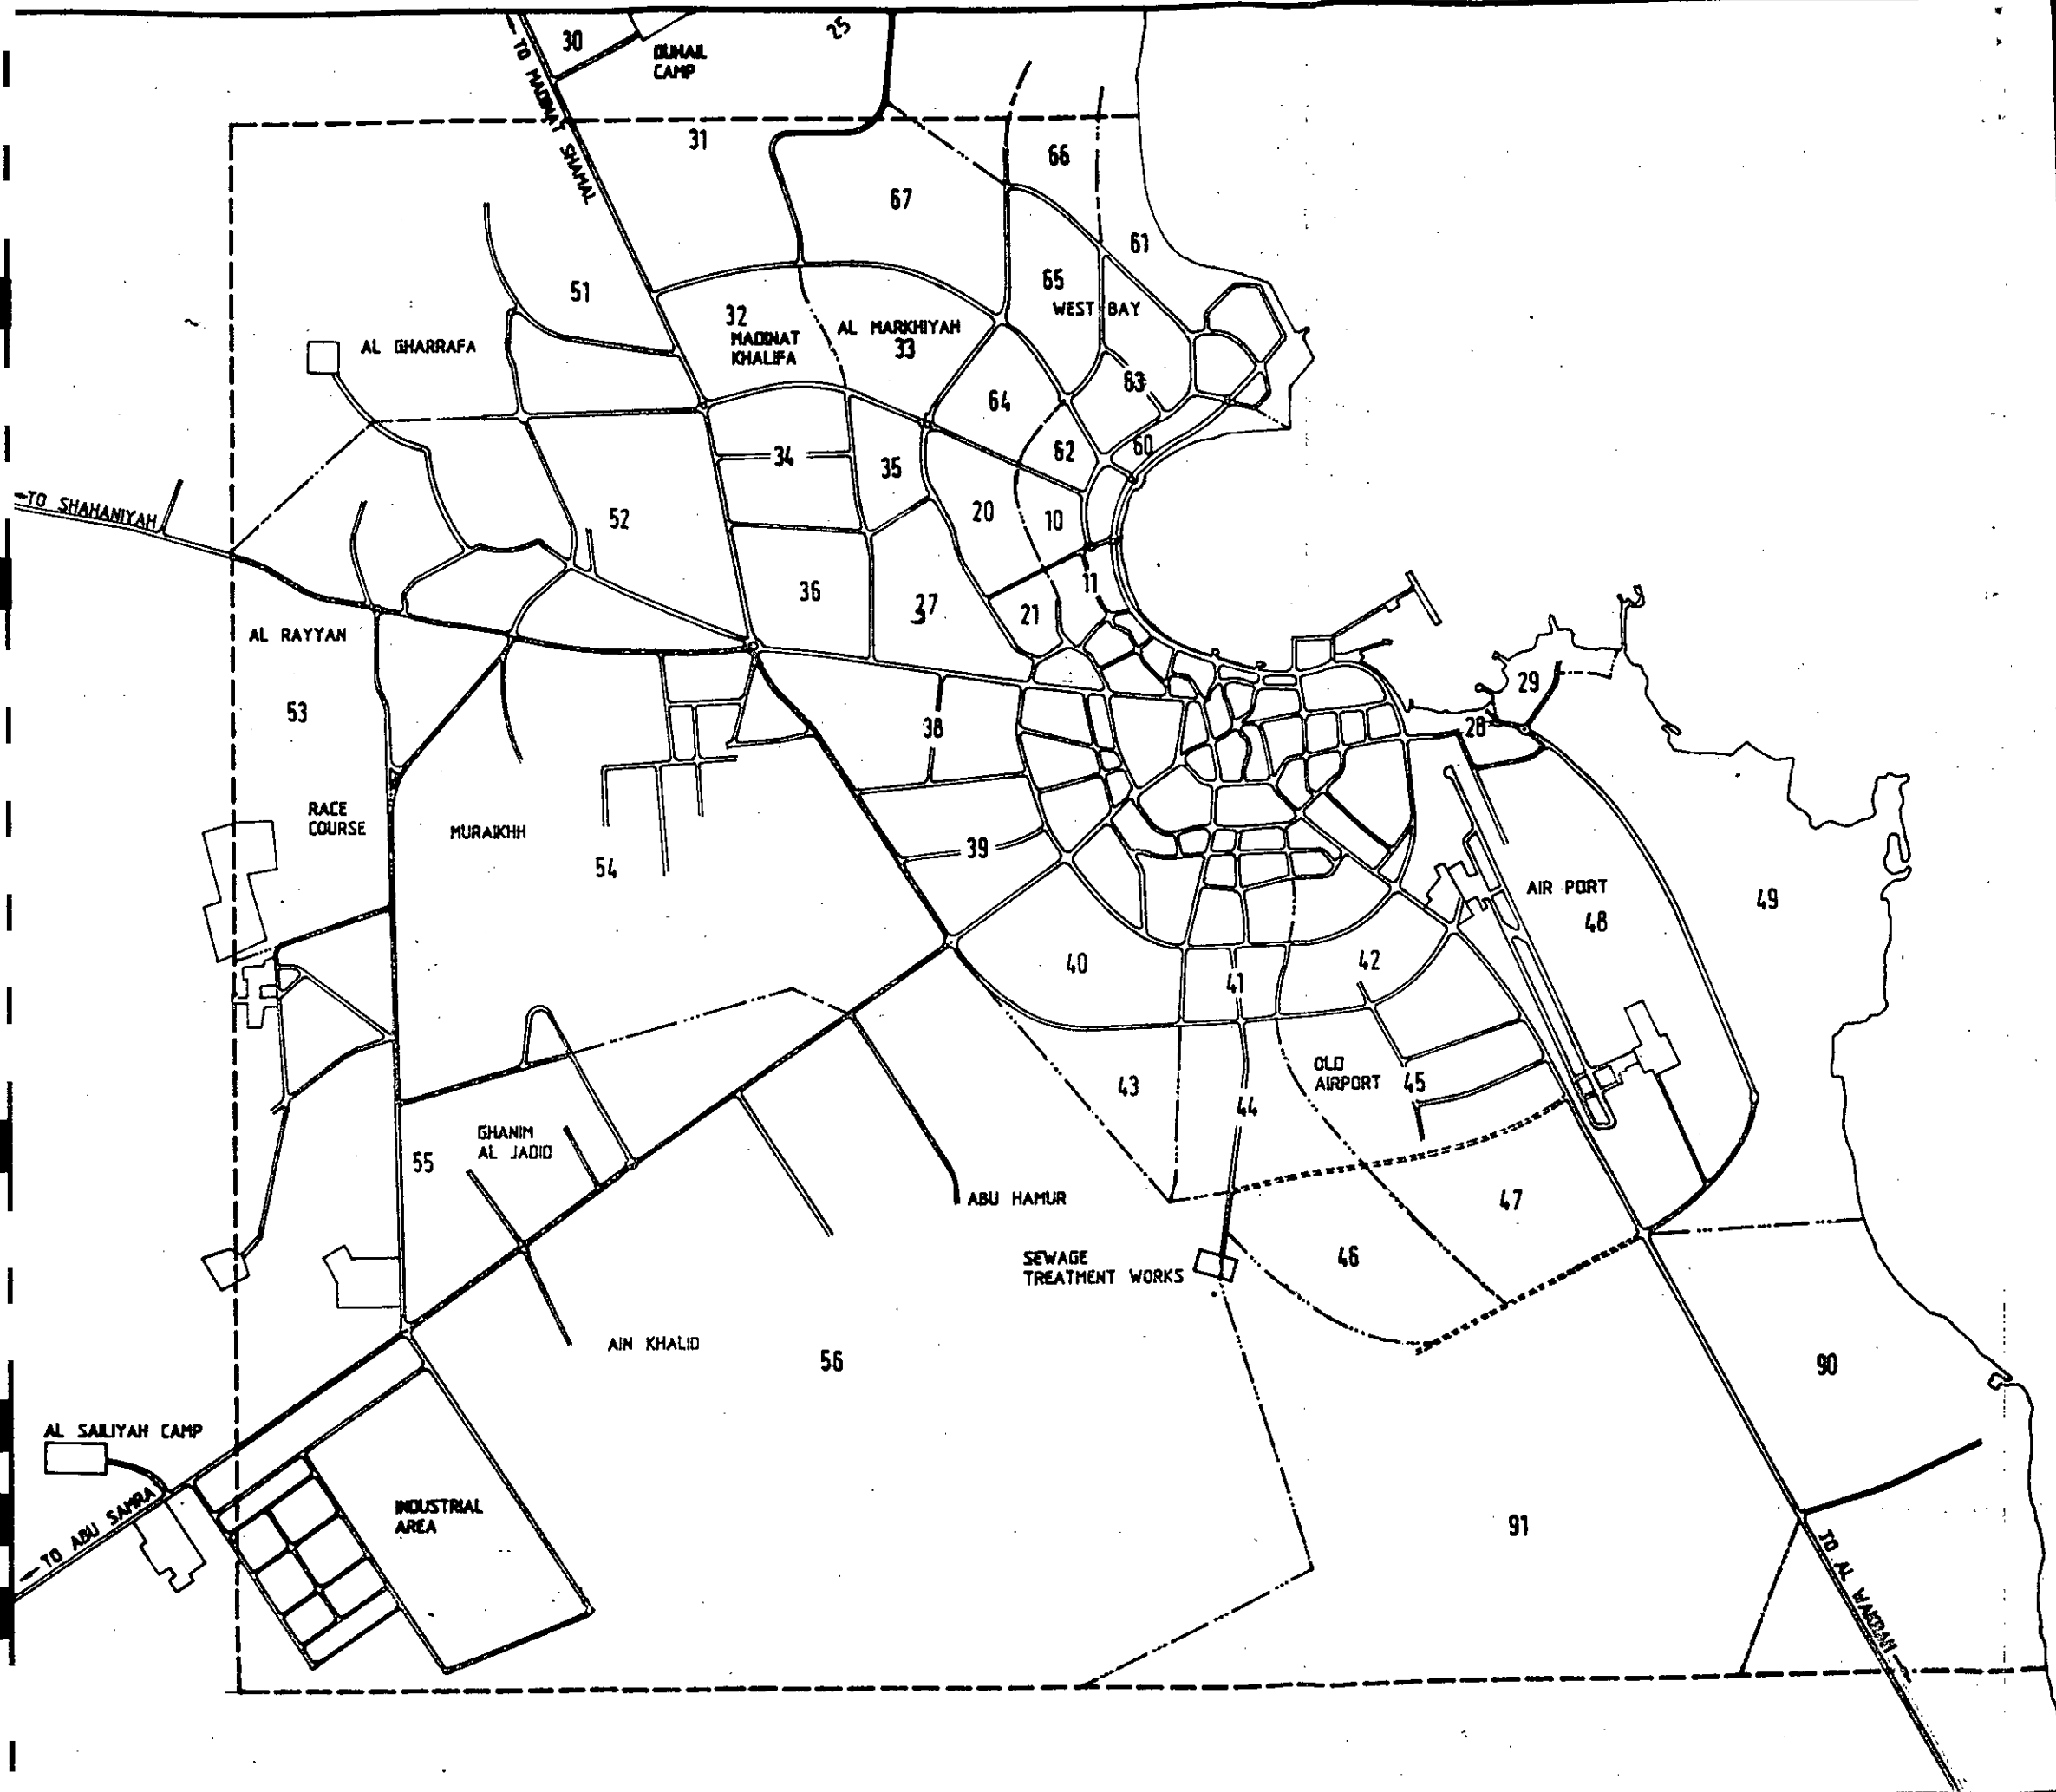 25
30
DUHAIL
CAMP
← TO MADINAT SHAMAL
31
66
67
61
51
65
WEST BAY
32
MADINAT
KHALIFA
AL MARKHIYAH
33
AL GHARRAFA
63
64
34
35
62
60
←TO SHAHANIYAH
52
20
10
36
37
21
11
AL RAYYAN
29
53
38
28
RACE
COURSE
MURAIKHH
54
39
AIR PORT
48
49
40
41
42
43
44
OLD
AIRPORT
45
GHANIM
AL JADID
55
ABU HAMUR
47
46
SEWAGE
TREATMENT WORKS
AIN KHALID
56
90
AL SAILIYAH CAMP
←TO ABU SAMRA
INDUSTRIAL
AREA
91
TO AL WAKRAH →